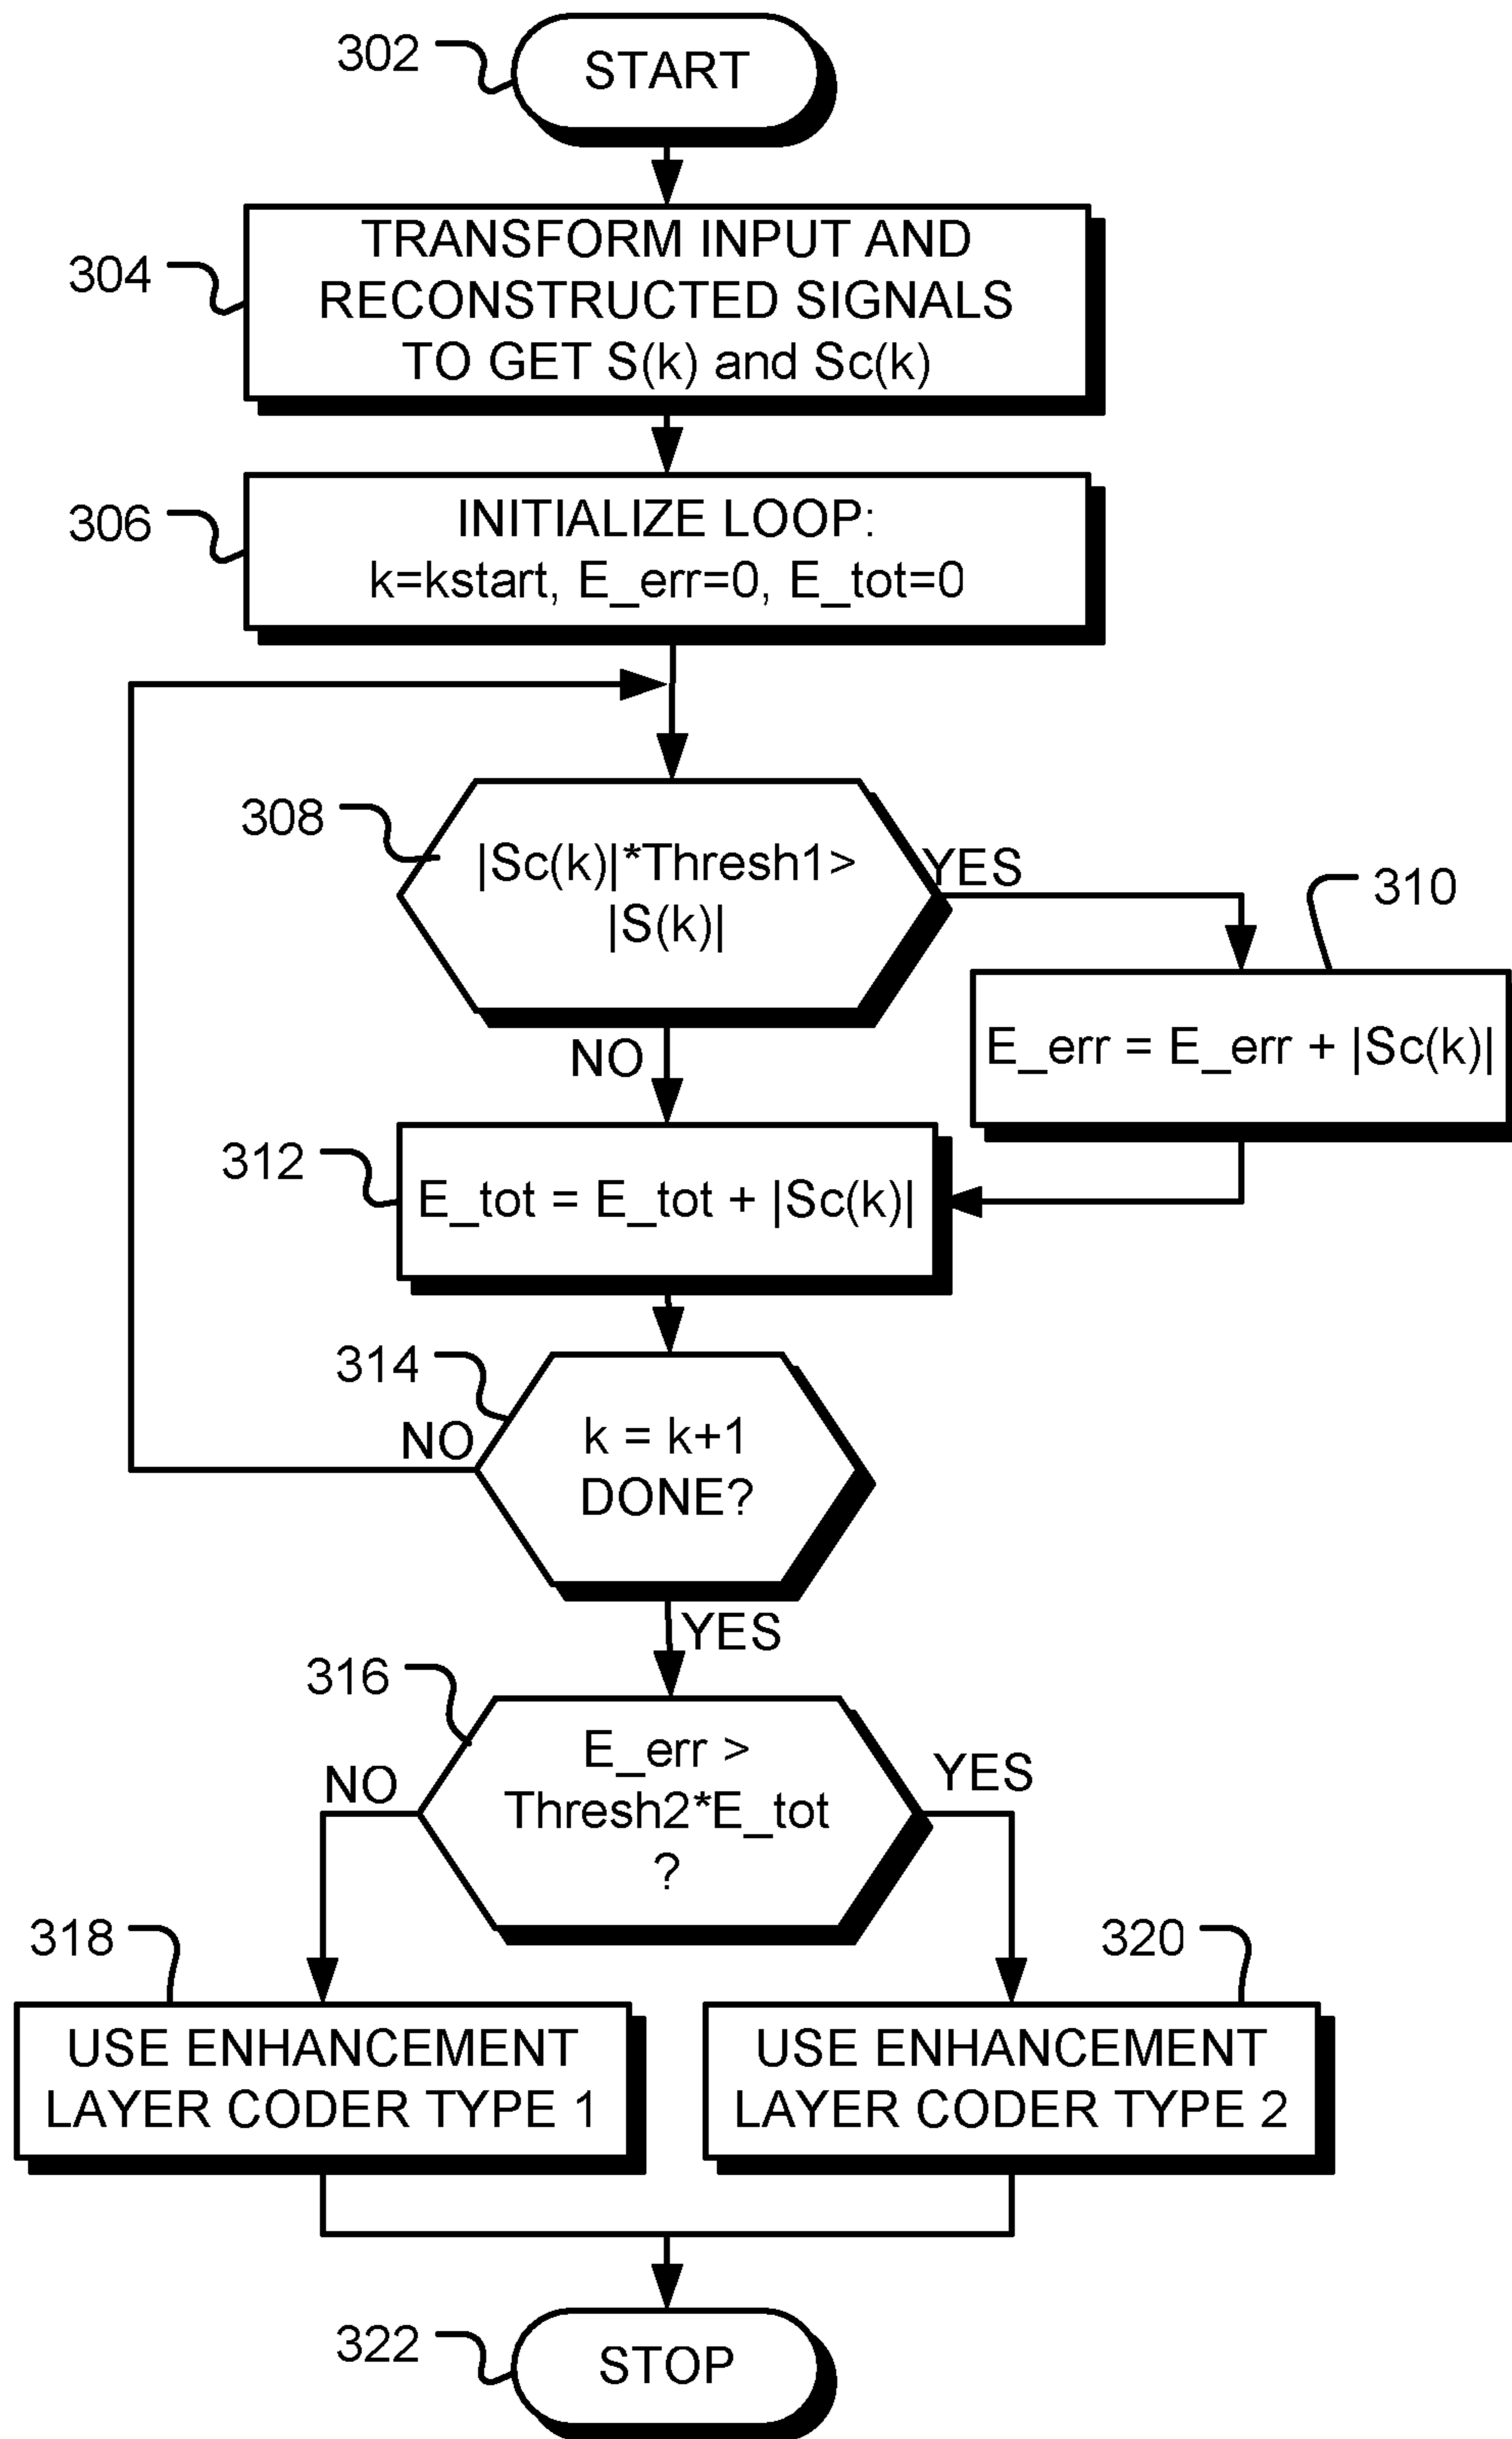 302
START
304
TRANSFORM INPUT AND
RECONSTRUCTED SIGNALS
TO GET S(k) and Sc(k)
306
INITIALIZE LOOP:
k=kstart, E_err=0, E_tot=0
308
|Sc(k)|*Thresh1>
|S(k)|
YES
310
E_err = E_err + |Sc(k)|
NO
312
E_tot = E_tot + |Sc(k)|
314
NO
k = k+1
DONE?
YES
316
E_err >
Thresh2*E_tot
?
NO
YES
318
USE ENHANCEMENT
LAYER CODER TYPE 1
320
USE ENHANCEMENT
LAYER CODER TYPE 2
322
STOP